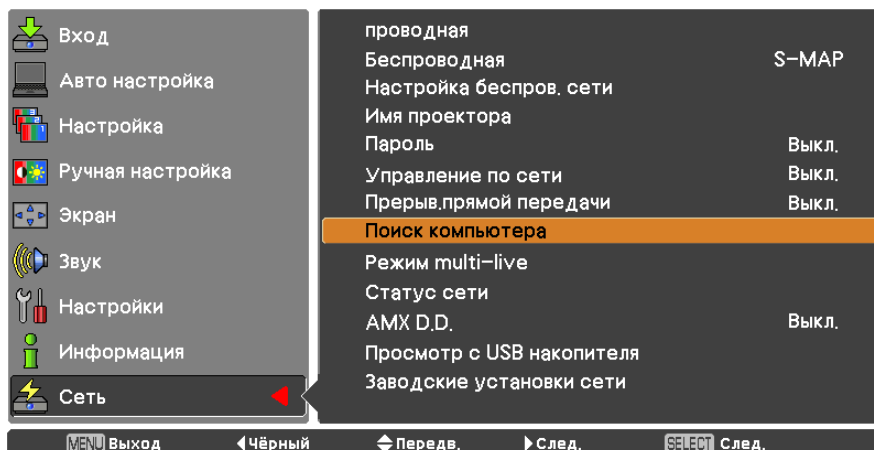 Вход
Авто настройка
Настройка
Ручная настройка
Экран
Звук
Настройки
Информация
Сеть
проводная
Беспроводная S-MAP
Настройка беспров. сети
Имя проектора
Пароль Выкл.
Управление по сети Выкл.
Прерыв.прямой передачи Выкл.
Поиск компьютера
Режим multi-live
Статус сети
AMX D.D. Выкл.
Просмотр с USB накопителя
Заводские установки сети
MENU Выход Чёрный Передв. След. SELECT След.